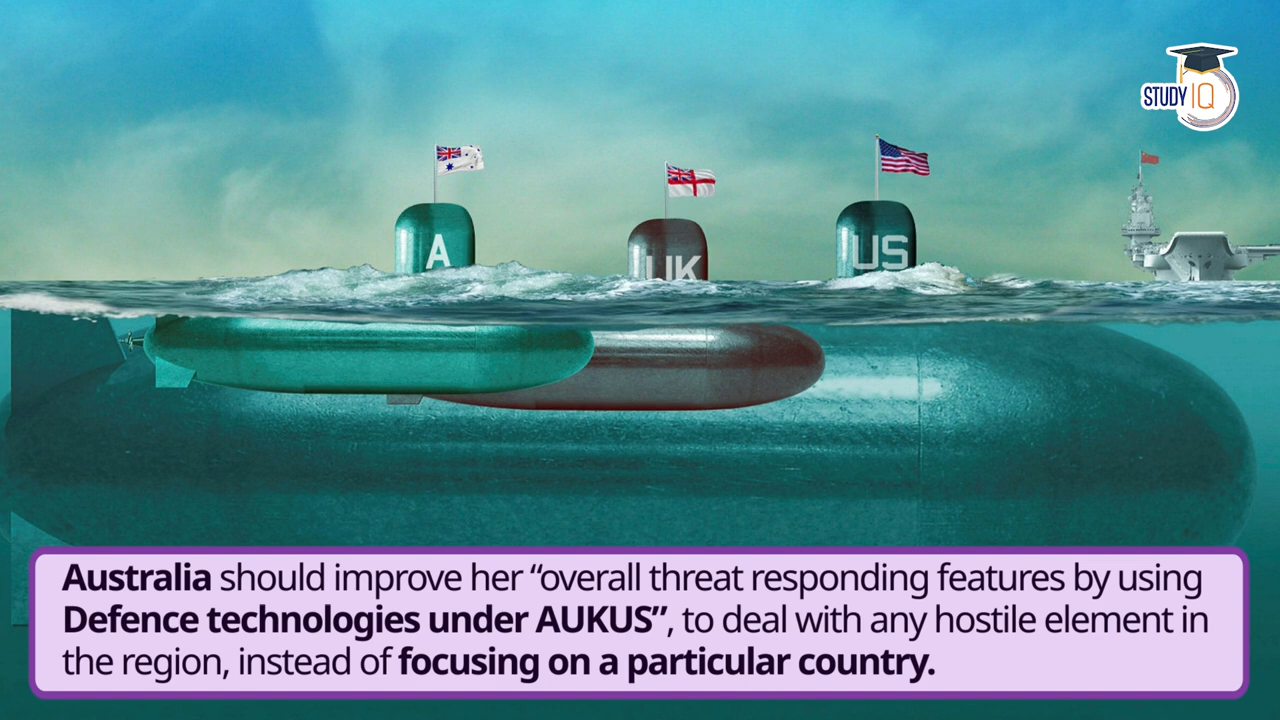 STUDY IQ
A
UK
US
Australia should improve her “overall threat responding features by using
Defence technologies under AUKUS”, to deal with any hostile element in
the region, instead of focusing on a particular country.